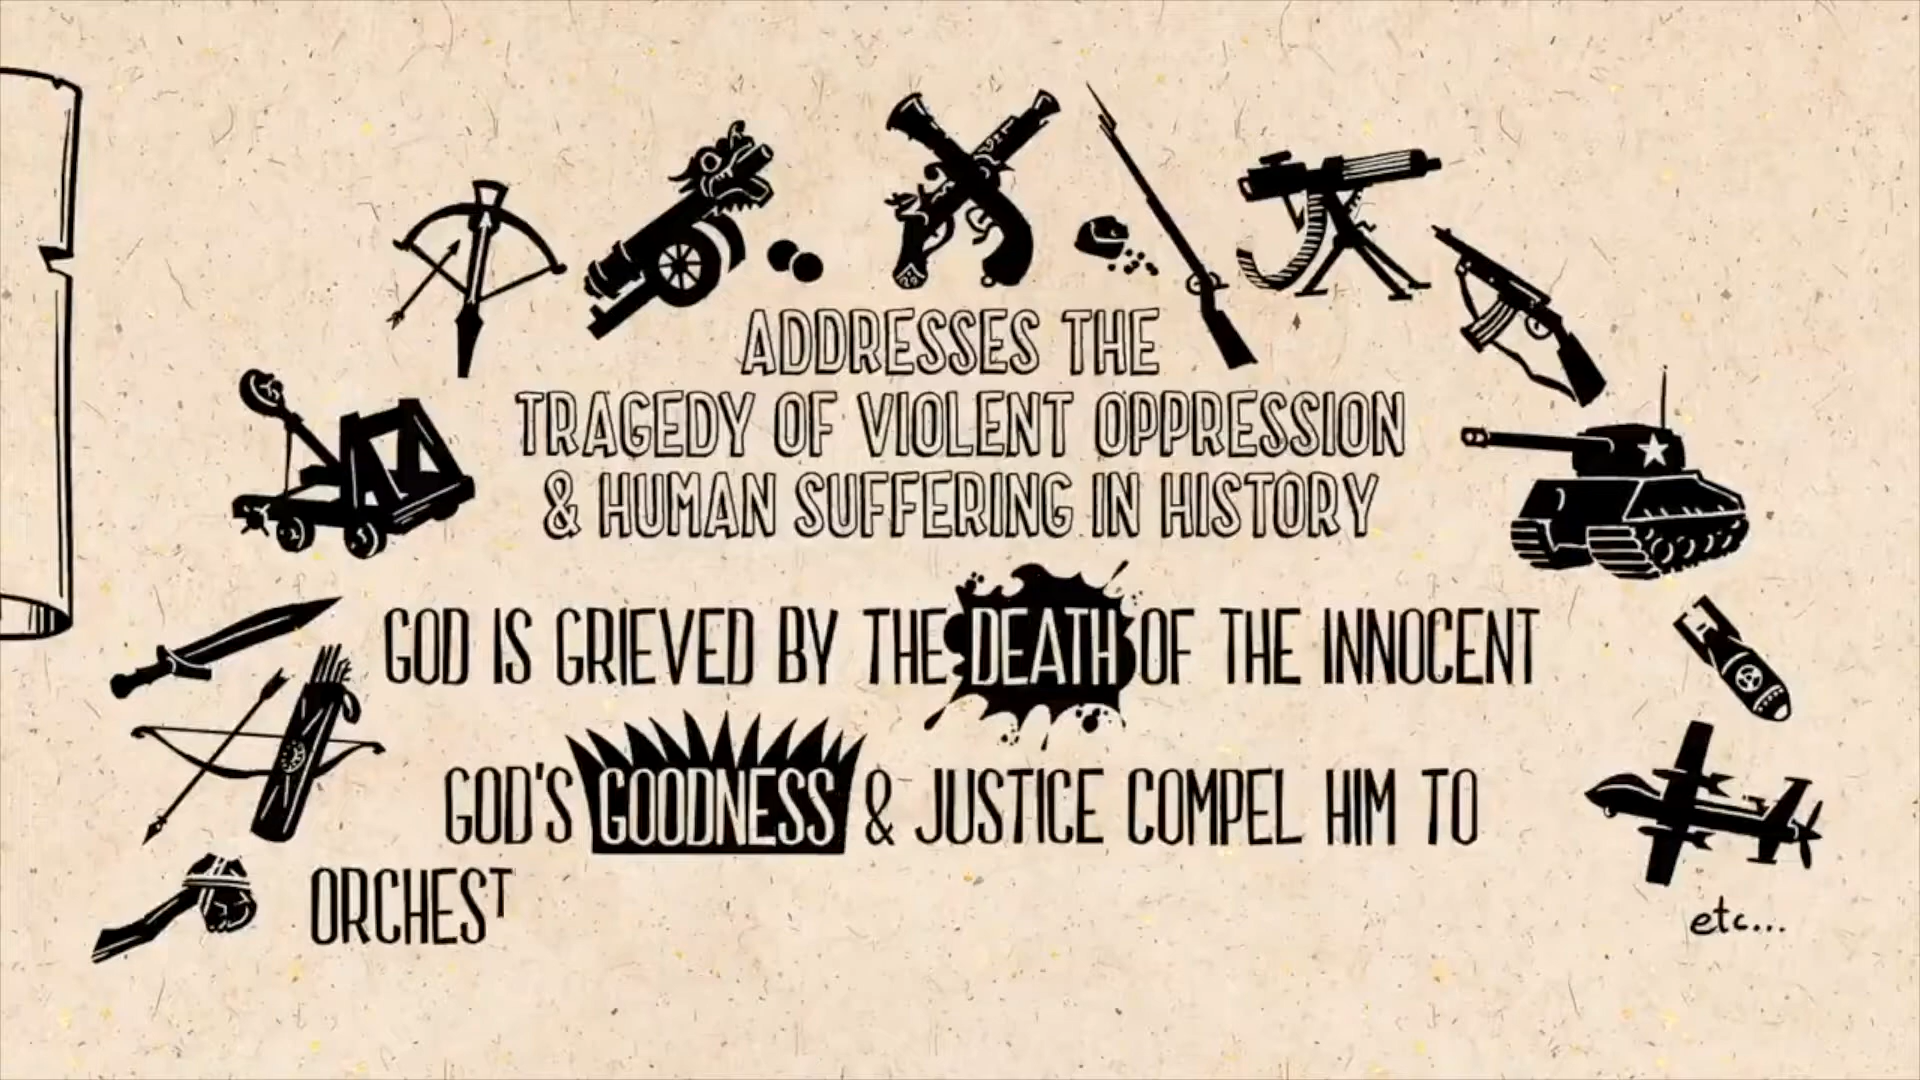 ADDRESSES THE
TRAGEDY OF VIOLENT OPPRESSION
& HUMAN SUFFERING IN HISTORY
GOD IS GRIEVED BY THE DEATH OF THE INNOCENT
GOD'S GOODNESS & JUSTICE COMPEL HIM TO
ORCHEST
etc...